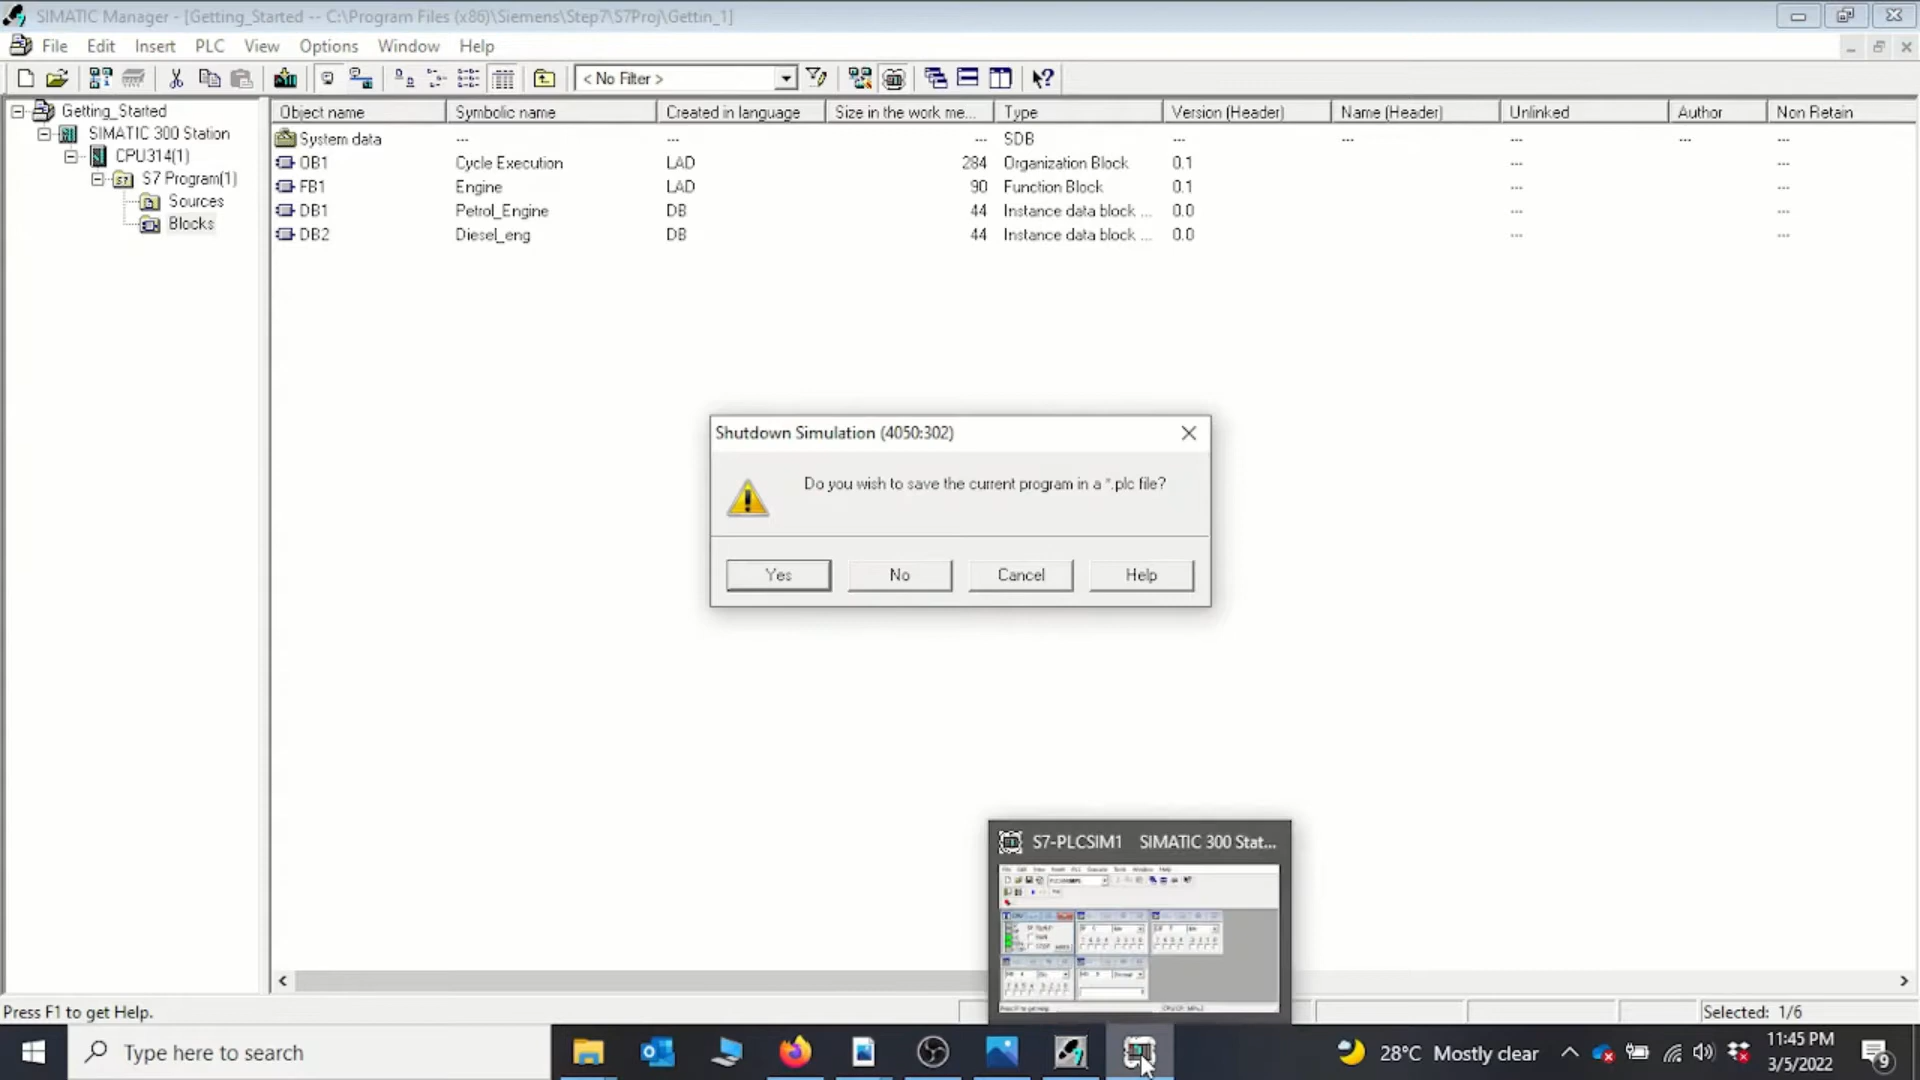 SIMATIC Manager - [Getting_Started -- C:\Program Files (x86)\Siemens\Step7\S7Proj\Gettin_1]
File Edit Insert PLC View Options Window Help
< No Filter >
Getting_Started
SIMATIC 300 Station
CPU314(1)
S7 Program(1)
Sources
Blocks
Object name Symbolic name Created in language Size in the work me... Type Version (Header) Name (Header) Unlinked Author Non Retain
System data --- --- --- SDB --- --- --- --- ---
OB1 Cycle Execution LAD 284 Organization Block 0.1 --- ---
FB1 Engine LAD 90 Function Block 0.1 --- ---
DB1 Petrol_Engine DB 44 Instance data block ... 0.0 --- ---
DB2 Diesel_eng DB 44 Instance data block ... 0.0 --- ---
Shutdown Simulation (4050:302)
Do you wish to save the current program in a *.plc file?
Yes No Cancel Help
S7-PLCSIM1 SIMATIC 300 Stat...
Press F1 to get Help.
Selected: 1/6
Type here to search
28°C Mostly clear
11:45 PM
3/5/2022
9